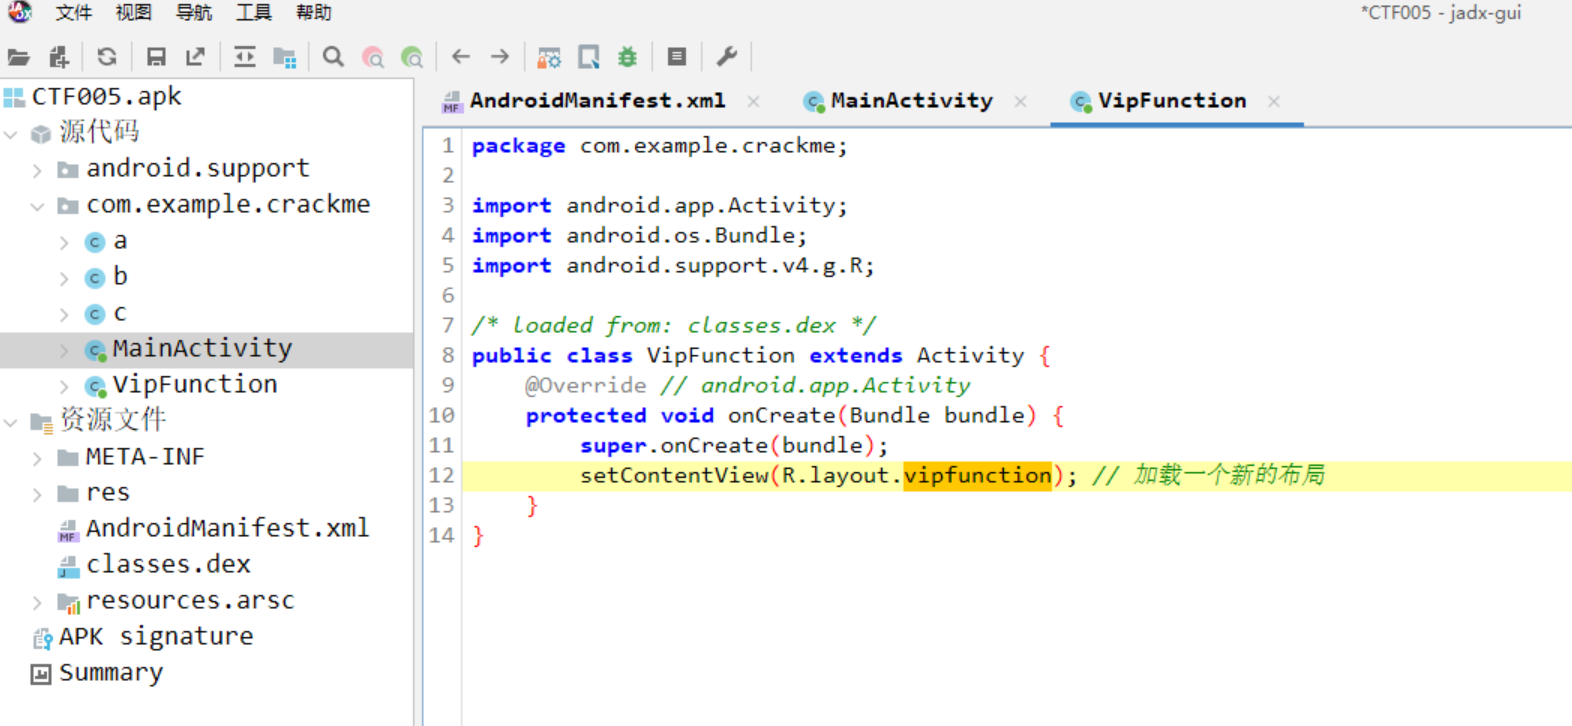 文件 视图 导航 工具 帮助
*CTF005 - jadx-gui
CTF005.apk
源代码
android.support
com.example.crackme
a
b
c
MainActivity
VipFunction
资源文件
META-INF
res
AndroidManifest.xml
classes.dex
resources.arsc
APK signature
Summary
AndroidManifest.xml MainActivity VipFunction
1 package com.example.crackme;
2
3 import android.app.Activity;
4 import android.os.Bundle;
5 import android.support.v4.g.R;
6
7 /* loaded from: classes.dex */
8 public class VipFunction extends Activity {
9 @Override // android.app.Activity
10 protected void onCreate(Bundle bundle) {
11 super.onCreate(bundle);
12 setContentView(R.layout.vipfunction); // 加载一个新的布局
13 }
14 }